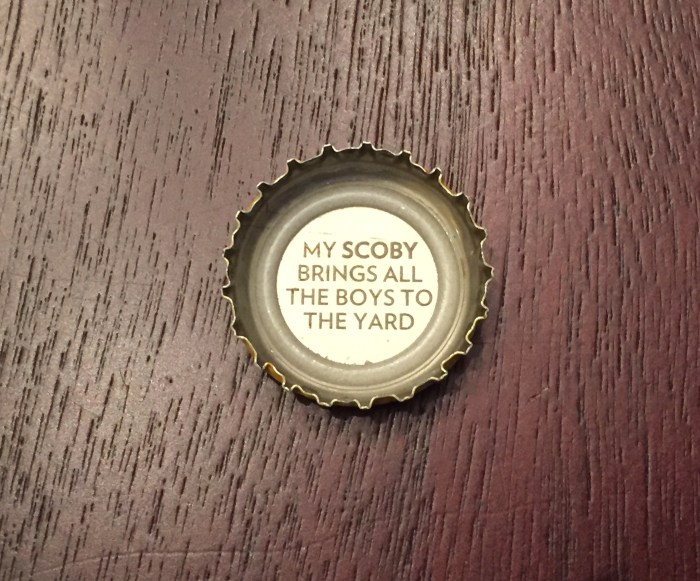 MY SCOBY
BRINGS ALL
THE BOYS TO
THE YARD